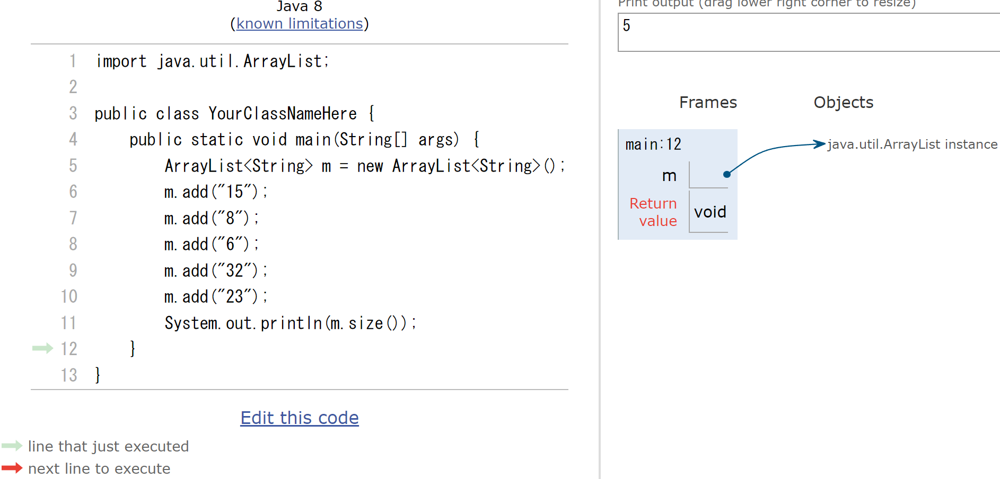 Java 8
(known limitations)
1 import java.util.ArrayList;
2
3 public class YourClassNameHere {
4 public static void main(String[] args) {
5 ArrayList<String> m = new ArrayList<String>();
6 m.add("15");
7 m.add("8");
8 m.add("6");
9 m.add("32");
10 m.add("23");
11 System.out.println(m.size());
12 }
13 }
Edit this code
line that just executed
next line to execute
Print output (drag lower right corner to resize)
5
Frames
Objects
main:12
java.util.ArrayList instance
m
Return
value
void